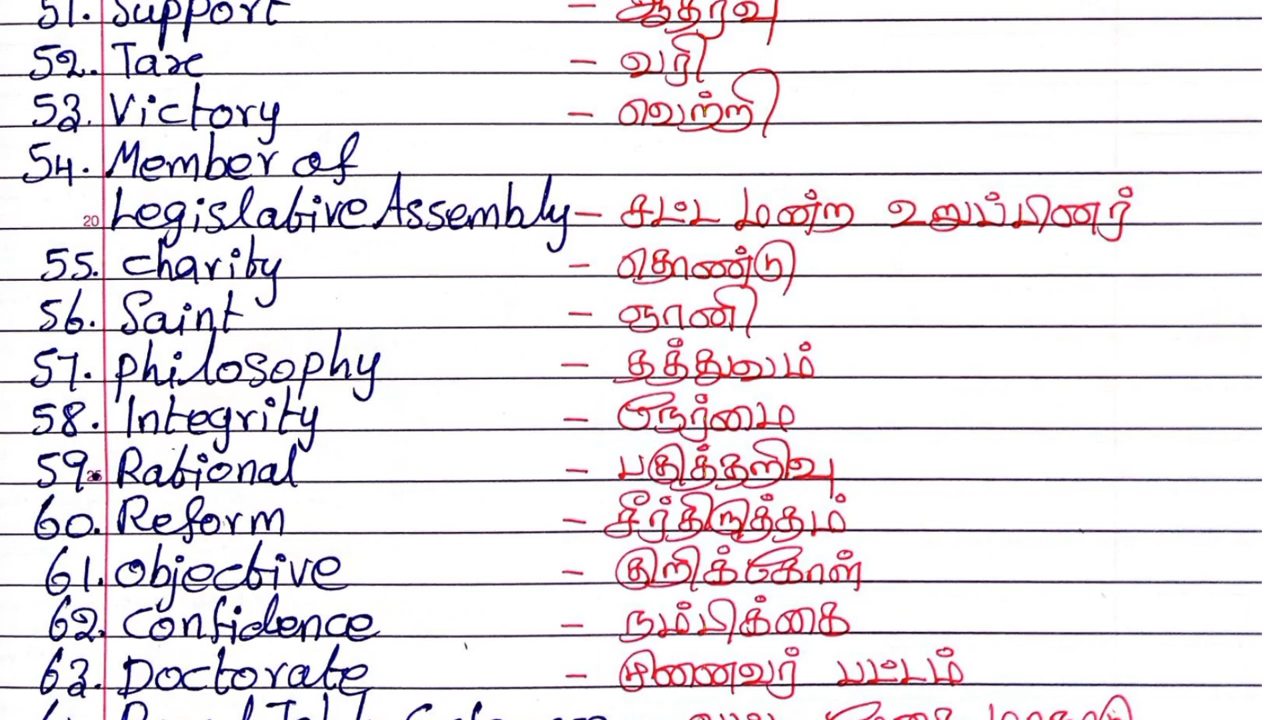 51. Support - ஆதரவு
52. Tax - வரி
53. Victory - வெற்றி
54. Member of
20 Legislative Assembly - சட்ட மன்ற உறுப்பினர்
55. charity - தொண்டு
56. Saint - ஞானி
57. philosophy - தத்துவம்
58. Integrity - நேர்மை
59. Rational - பகுத்தறிவு
60. Reform - சீர்திருத்தம்
61. objective - குறிக்கோள்
62. Confidence - நம்பிக்கை
63. Doctorate - முனைவர் பட்டம்